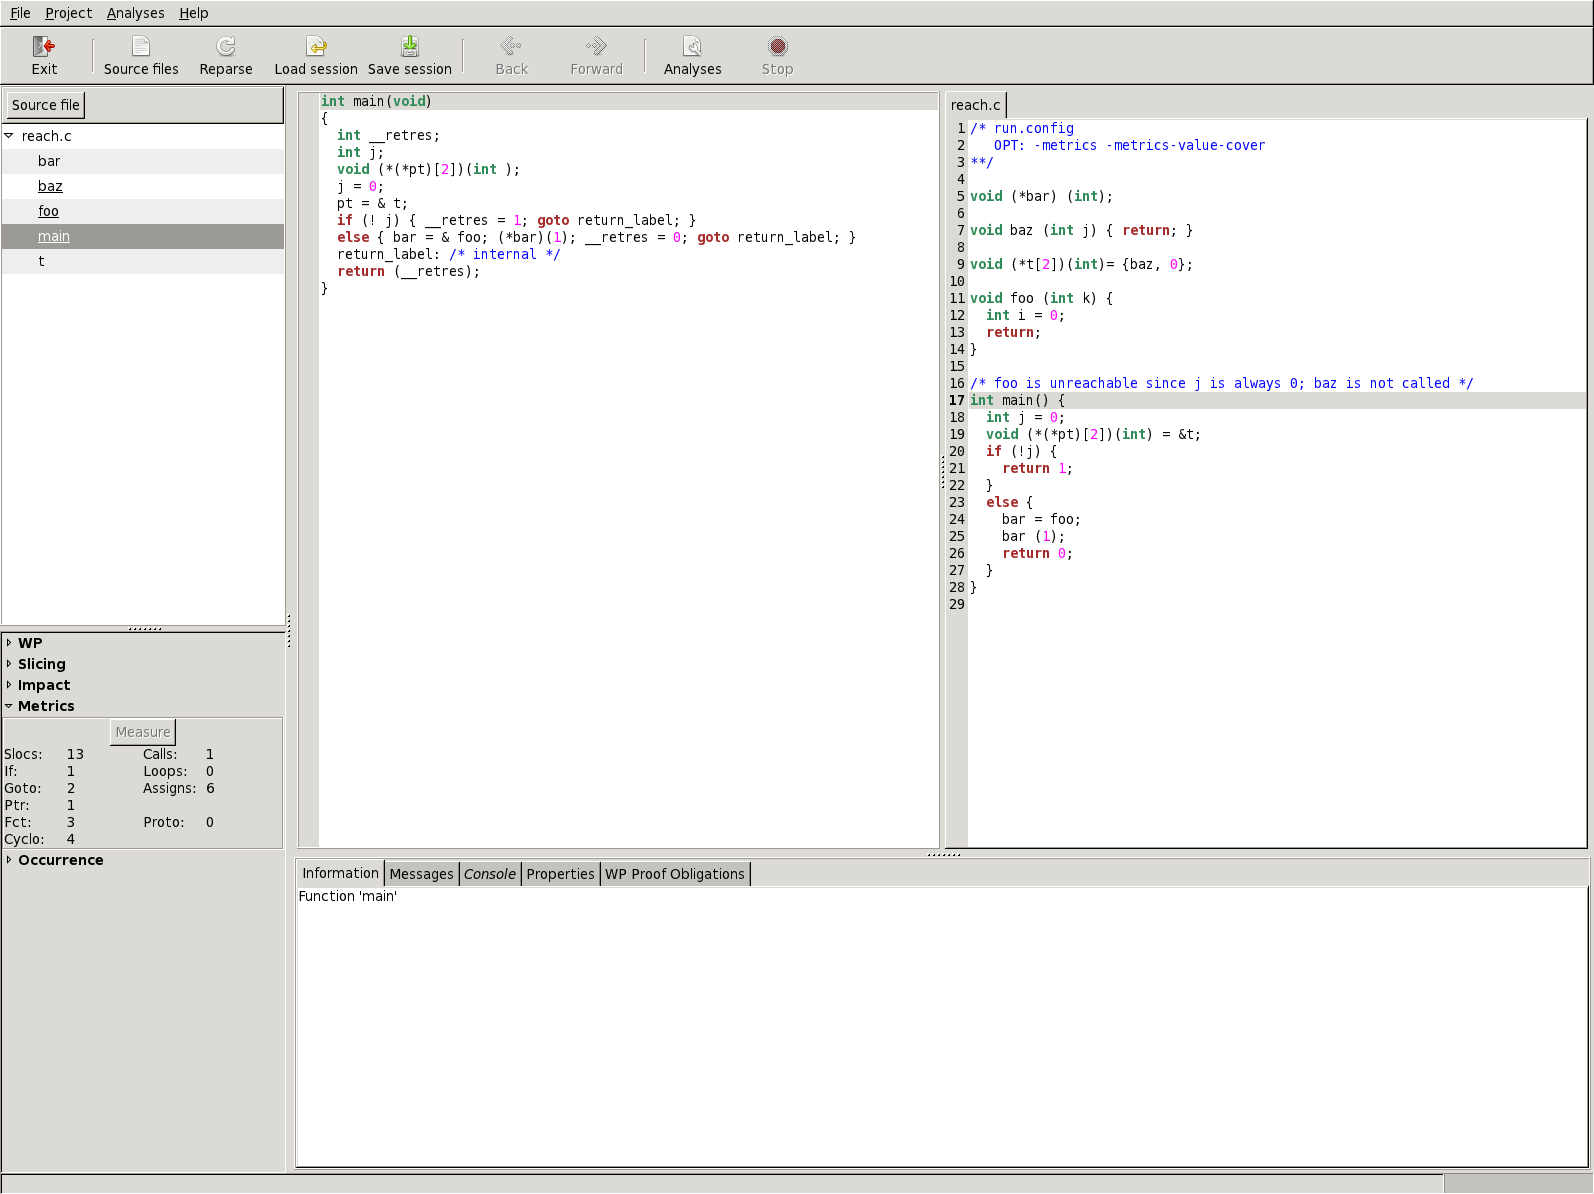 File Project Analyses Help
Exit Source files Reparse Load session Save session Back Forward Analyses Stop
Source file
reach.c
bar
baz
foo
main
t
WP
Slicing
Impact
Metrics
Measure
Slocs: 13 Calls: 1
If: 1 Loops: 0
Goto: 2 Assigns: 6
Ptr: 1
Fct: 3 Proto: 0
Cyclo: 4
Occurrence
int main(void)
{
  int __retres;
  int j;
  void (*(*pt)[2])(int );
  j = 0;
  pt = & t;
  if (! j) { __retres = 1; goto return_label; }
  else { bar = & foo; (*bar)(1); __retres = 0; goto return_label; }
  return_label: /* internal */
  return (__retres);
}
reach.c
1 /* run.config
2    OPT: -metrics -metrics-value-cover
3 **/
4
5 void (*bar) (int);
6
7 void baz (int j) { return; }
8
9 void (*t[2])(int)= {baz, 0};
10
11 void foo (int k) {
12   int i = 0;
13   return;
14 }
15
16 /* foo is unreachable since j is always 0; baz is not called */
17 int main() {
18   int j = 0;
19   void (*(*pt)[2])(int) = &t;
20   if (!j) {
21     return 1;
22   }
23   else {
24     bar = foo;
25     bar (1);
26     return 0;
27   }
28 }
29
Information Messages Console Properties WP Proof Obligations
Function 'main'